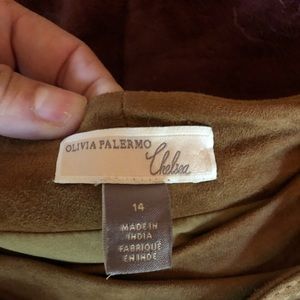 OLIVIA PALERMO
Chelsea
14
MADE IN
INDIA
FABRIQUÉ
EN INDE